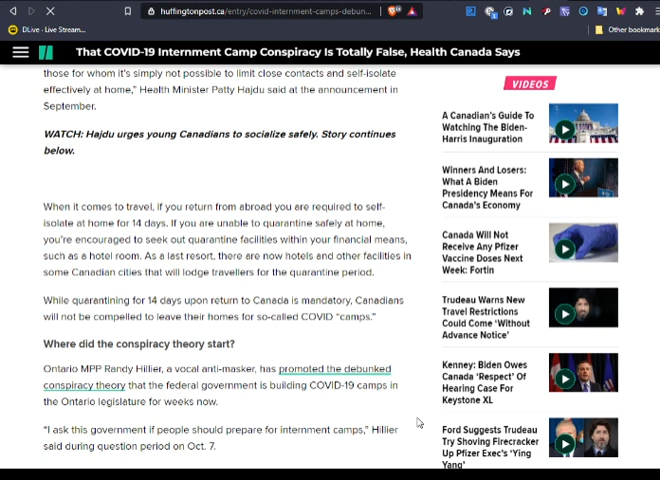 huffingtonpost.ca/entry/covid-internment-camps-debun...
DLive - Live Stream...
Other bookmark
That COVID-19 Internment Camp Conspiracy Is Totally False, Health Canada Says
those for whom it's simply not possible to limit close contacts and self-isolate
effectively at home," Health Minister Patty Hajdu said at the announcement in
September.
WATCH: Hajdu urges young Canadians to socialize safely. Story continues
below.
When it comes to travel, if you return from abroad you are required to self-
isolate at home for 14 days. If you are unable to quarantine safely at home,
you're encouraged to seek out quarantine facilities within your financial means,
such as a hotel room. As a last resort, there are now hotels and other facilities in
some Canadian cities that will lodge travellers for the quarantine period.
While quarantining for 14 days upon return to Canada is mandatory, Canadians
will not be compelled to leave their homes for so-called COVID "camps."
Where did the conspiracy theory start?
Ontario MPP Randy Hillier, a vocal anti-masker, has promoted the debunked
conspiracy theory that the federal government is building COVID-19 camps in
the Ontario legislature for weeks now.
"I ask this government if people should prepare for internment camps," Hillier
said during question period on Oct. 7.
VIDEOS
A Canadian's Guide To
Watching The Biden-
Harris Inauguration
Winners And Losers:
What A Biden
Presidency Means For
Canada's Economy
Canada Will Not
Receive Any Pfizer
Vaccine Doses Next
Week: Fortin
Trudeau Warns New
Travel Restrictions
Could Come 'Without
Advance Notice'
Kenney: Biden Owes
Canada 'Respect' Of
Hearing Case For
Keystone XL
Ford Suggests Trudeau
Try Shoving Firecracker
Up Pfizer Exec's 'Ying
Yang'